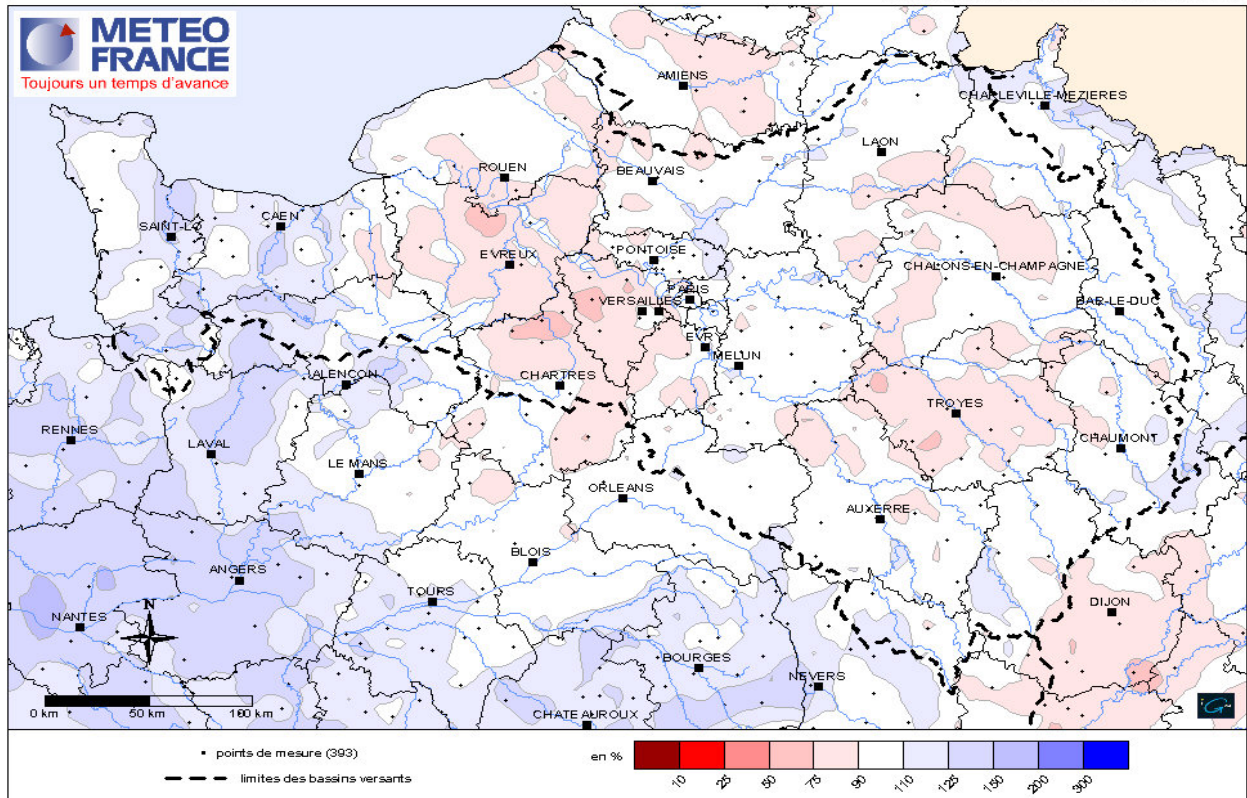 METEO
FRANCE
Toujours un temps d'avance
AMIENS
CHARLEVILLE-MEZIERES
LAON
ROUEN
BEAUVAIS
SAINT-LO
CAEN
PONTOISE
EVREUX
CHALONS-EN-CHAMPAGNE
PARIS
VERSAILLES
BAR-LE-DUC
EVRY
MELUN
ALENCON
CHARTRES
TROYES
RENNES
LAVAL
CHAUMONT
LE MANS
ORLEANS
AUXERRE
BLOIS
ANGERS
TOURS
DIJON
NANTES
N
BOURGES
NEVERS
CHATEAUROUX
0 km 50 km 100 km
points de mesure (393)
limites des bassins versants
en %
10 25 50 75 90 110 125 150 200 300